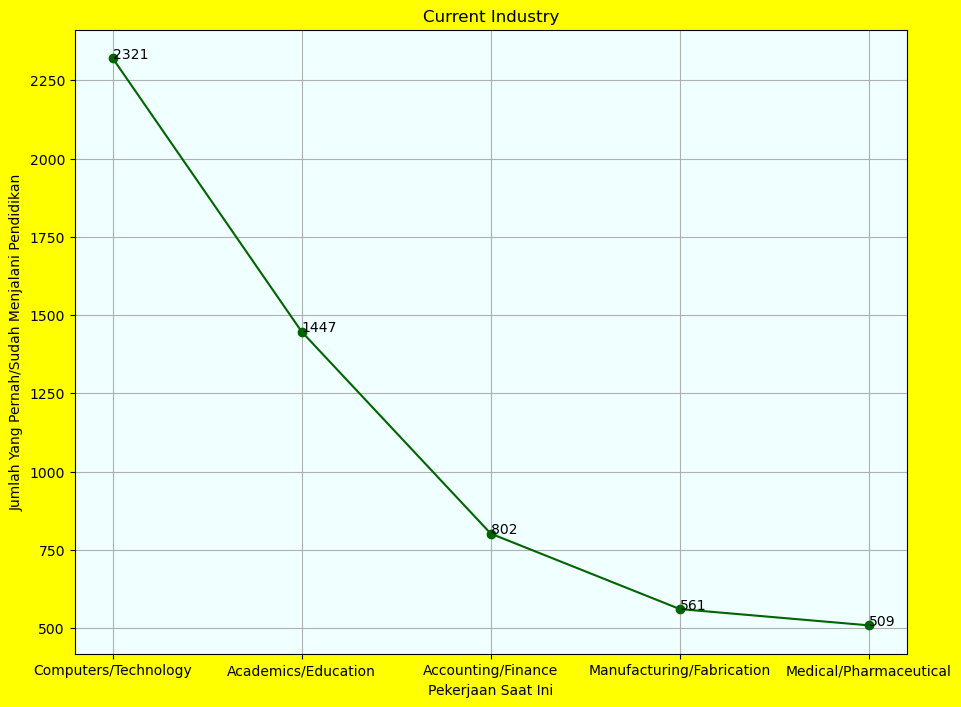 Current Industry
Jumlah Yang Pernah/Sudah Menjalani Pendidikan
2250
2000
1750
1500
1250
1000
750
500
2321
1447
802
561
509
Computers/Technology
Academics/Education
Accounting/Finance
Manufacturing/Fabrication
Medical/Pharmaceutical
Pekerjaan Saat Ini